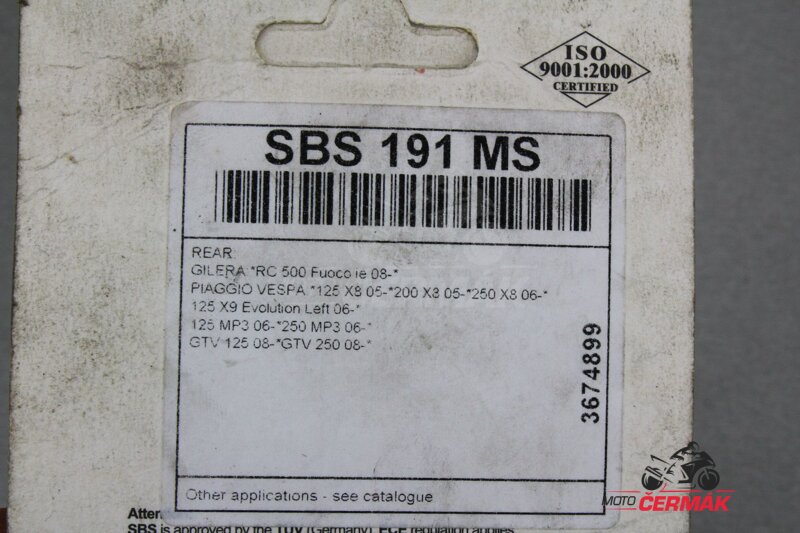 ISO
9001:2000
CERTIFIED
SBS 191 MS
REAR:
GILERA *RC 500 Fuoco ie 08-*
PIAGGIO VESPA *125 X8 05-*200 X8 05-*250 X8 06-*
125 X9 Evolution Left 06-*
125 MP3 06-*250 MP3 06-*
GTV 125 08-*GTV 250 08-*
3674899
Other applications - see catalogue
MOTO
ČERMÁK
SBS is approved by the TÜV (Germany). ECE regulation applies.